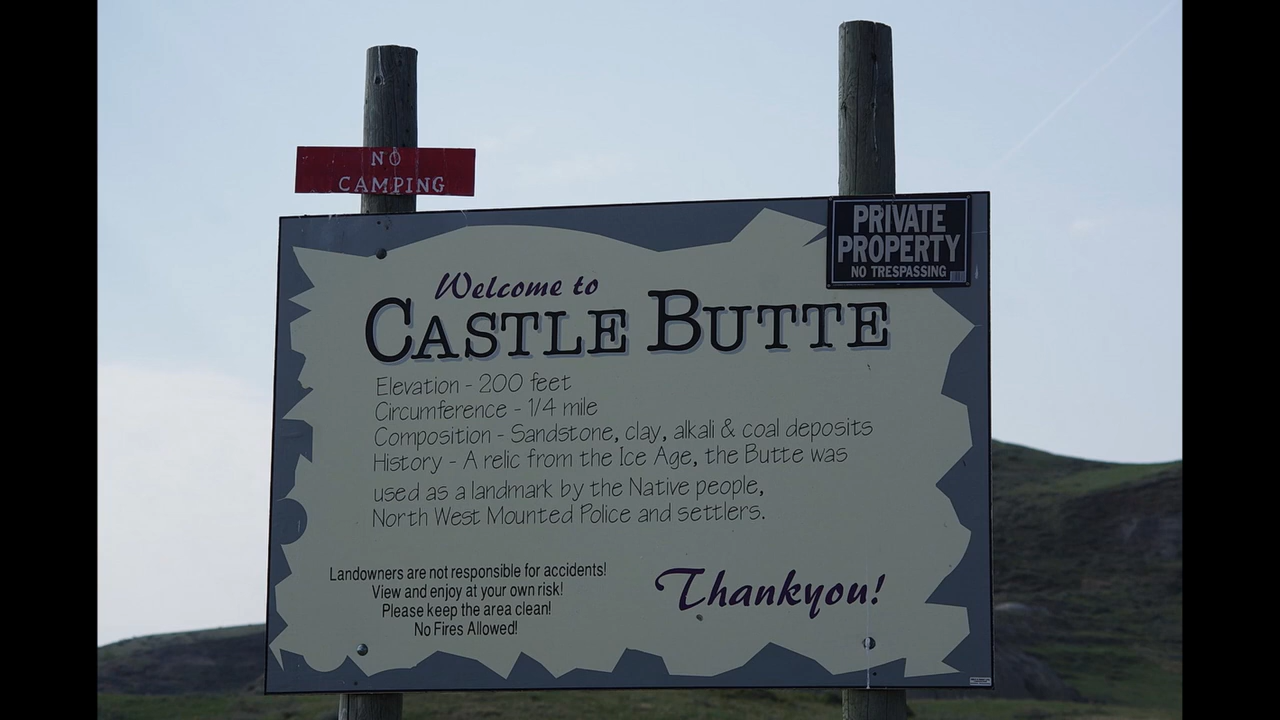 NO
CAMPING
PRIVATE
PROPERTY
NO TRESPASSING
Welcome to
CASTLE BUTTE
Elevation - 200 feet
Circumference - 1/4 mile
Composition - Sandstone, clay, alkali & coal deposits
History - A relic from the Ice Age, the Butte was
used as a landmark by the Native people,
North West Mounted Police and settlers.
Landowners are not responsible for accidents!
View and enjoy at your own risk!
Please keep the area clean!
No Fires Allowed!
Thankyou!